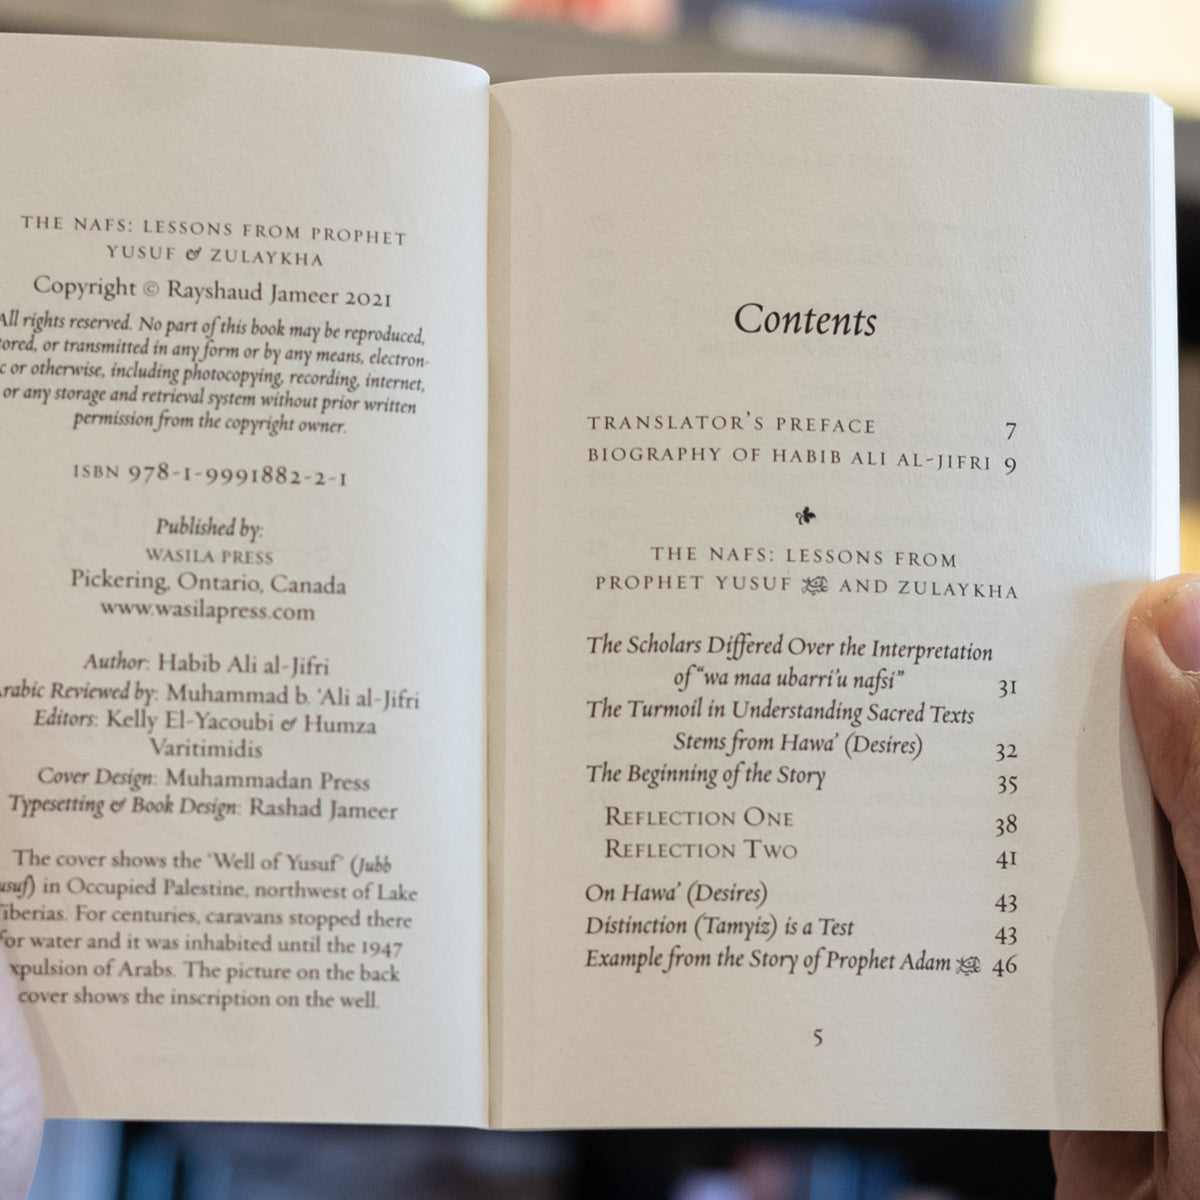 THE NAFS: LESSONS FROM PROPHET
YUSUF & ZULAYKHA
Copyright © Rayshaud Jameer 2021
All rights reserved. No part of this book may be reproduced,
tored, or transmitted in any form or by any means, electron-
c or otherwise, including photocopying, recording, internet,
or any storage and retrieval system without prior written
permission from the copyright owner.
ISBN 978-1-9991882-2-1
Published by:
WASILA PRESS
Pickering, Ontario, Canada
www.wasilapress.com
Author: Habib Ali al-Jifri
rabic Reviewed by: Muhammad b. ʿAli al-Jifri
Editors: Kelly El-Yacoubi & Humza
Varitimidis
Cover Design: Muhammadan Press
Typesetting & Book Design: Rashad Jameer
The cover shows the ‘Well of Yusuf’ (Jubb
usuf) in Occupied Palestine, northwest of Lake
iberias. For centuries, caravans stopped there
for water and it was inhabited until the 1947
xpulsion of Arabs. The picture on the back
cover shows the inscription on the well.
Contents
TRANSLATOR’S PREFACE 7
BIOGRAPHY OF HABIB ALI AL-JIFRI 9
THE NAFS: LESSONS FROM
PROPHET YUSUF AND ZULAYKHA
The Scholars Differed Over the Interpretation
of “wa maa ubarri’u nafsi” 31
The Turmoil in Understanding Sacred Texts
Stems from Hawa’ (Desires) 32
The Beginning of the Story 35
REFLECTION ONE 38
REFLECTION TWO 41
On Hawa’ (Desires) 43
Distinction (Tamyiz) is a Test 43
Example from the Story of Prophet Adam 46
5